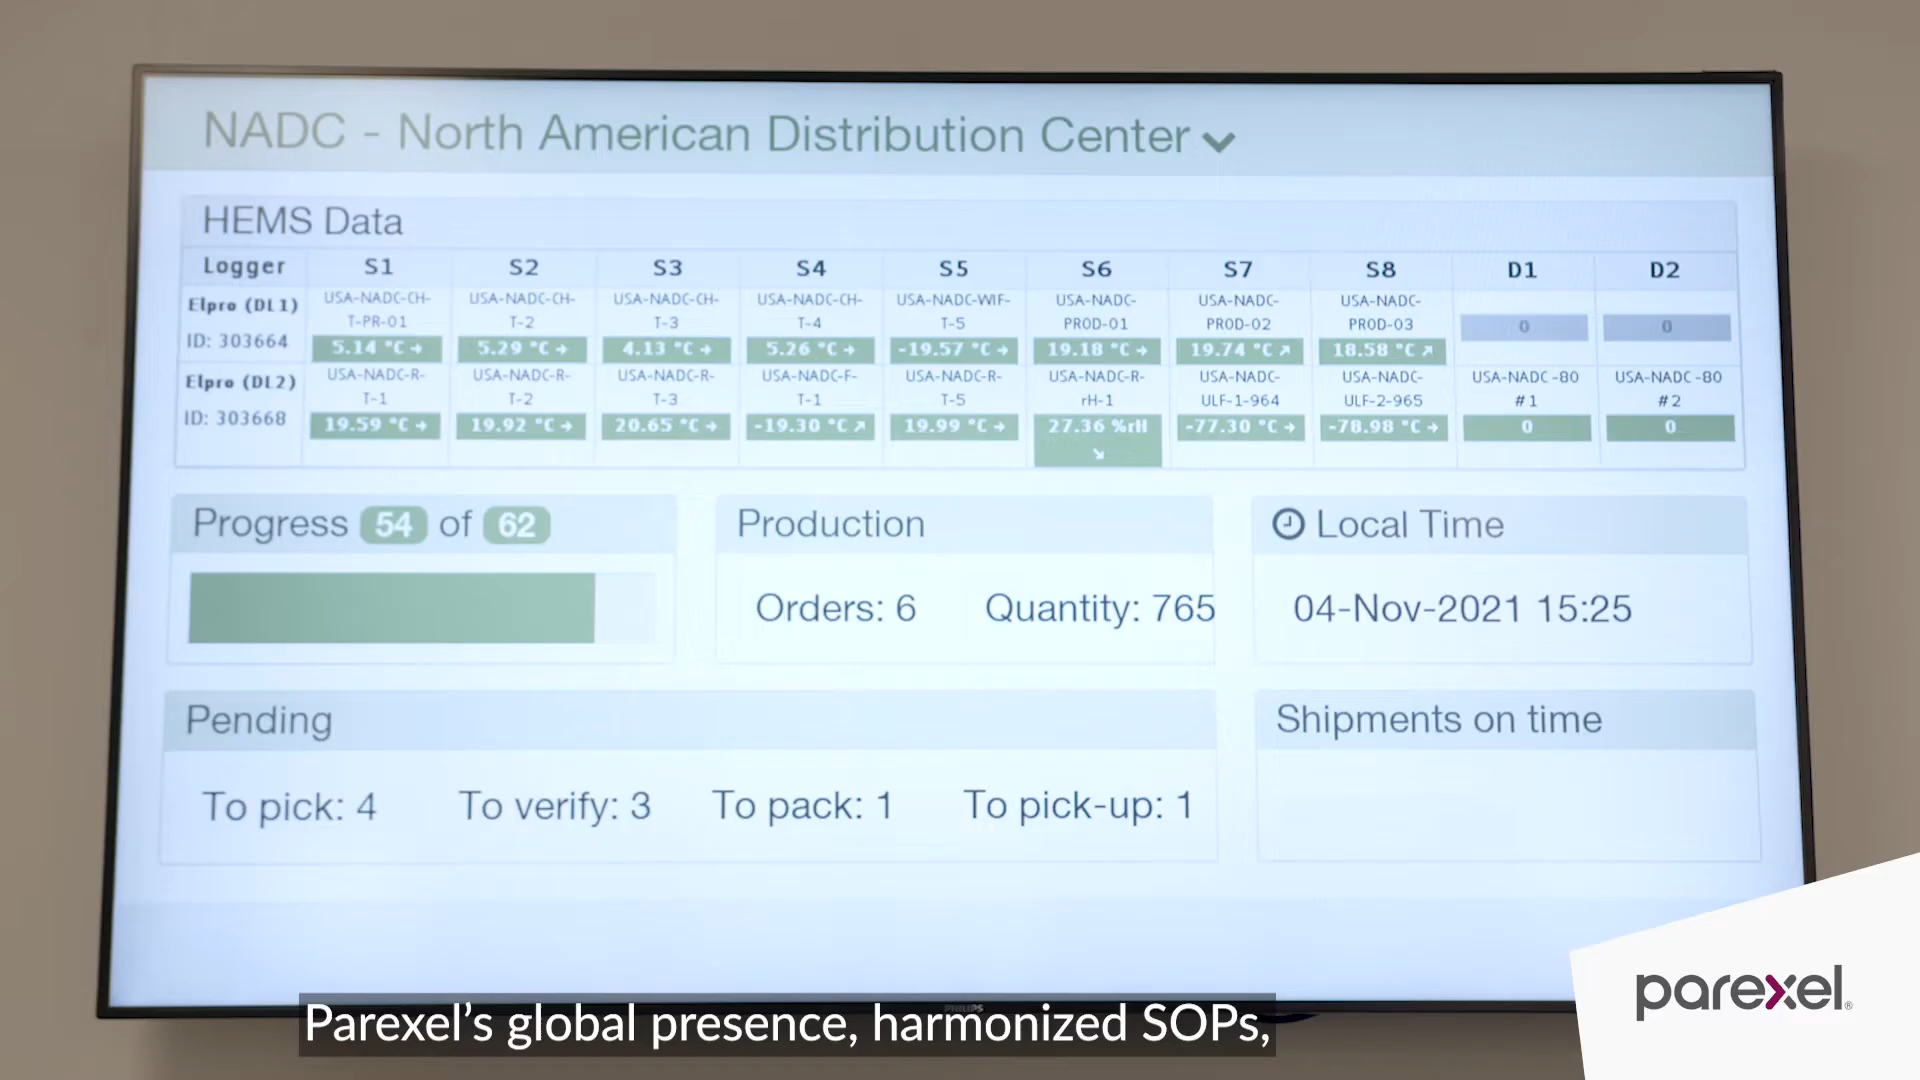 NADC - North American Distribution Center
HEMS Data
Logger S1 S2 S3 S4 S5 S6 S7 S8 D1 D2
Elpro (DL1) USA-NADC-CH- USA-NADC-CH- USA-NADC-CH- USA-NADC-CH- USA-NADC-WIF- USA-NADC- USA-NADC- USA-NADC- 0 0
ID: 303664 T-PR-01 T-2 T-3 T-4 T-5 PROD-01 PROD-02 PROD-03
5.14 °C → 5.29 °C → 4.13 °C → 5.26 °C → -19.57 °C → 19.18 °C → 19.74 °C ↗ 18.58 °C ↗
Elpro (DL2) USA-NADC-R- USA-NADC-R- USA-NADC-R- USA-NADC-F- USA-NADC-R- USA-NADC-R- USA-NADC- USA-NADC- USA-NADC -80 USA-NADC -80
ID: 303668 T-1 T-2 T-3 T-1 T-5 rH-1 ULF-1-964 ULF-2-965 #1 #2
19.59 °C → 19.92 °C → 20.65 °C → -19.30 °C ↗ 19.99 °C → 27.36 %rH ↘ -77.30 °C → -78.98 °C → 0 0
Progress 54 of 62
Production
Local Time
Orders: 6 Quantity: 765
04-Nov-2021 15:25
Pending
Shipments on time
To pick: 4 To verify: 3 To pack: 1 To pick-up: 1
PHILIPS
Parexel’s global presence, harmonized SOPs,
parexel®